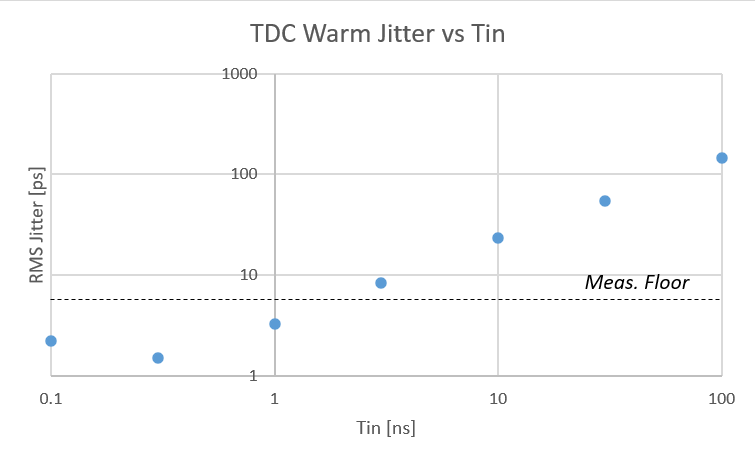 TDC Warm Jitter vs Tin
1000
100
10
1
RMS Jitter [ps]
Meas. Floor
0.1 1 10 100
Tin [ns]